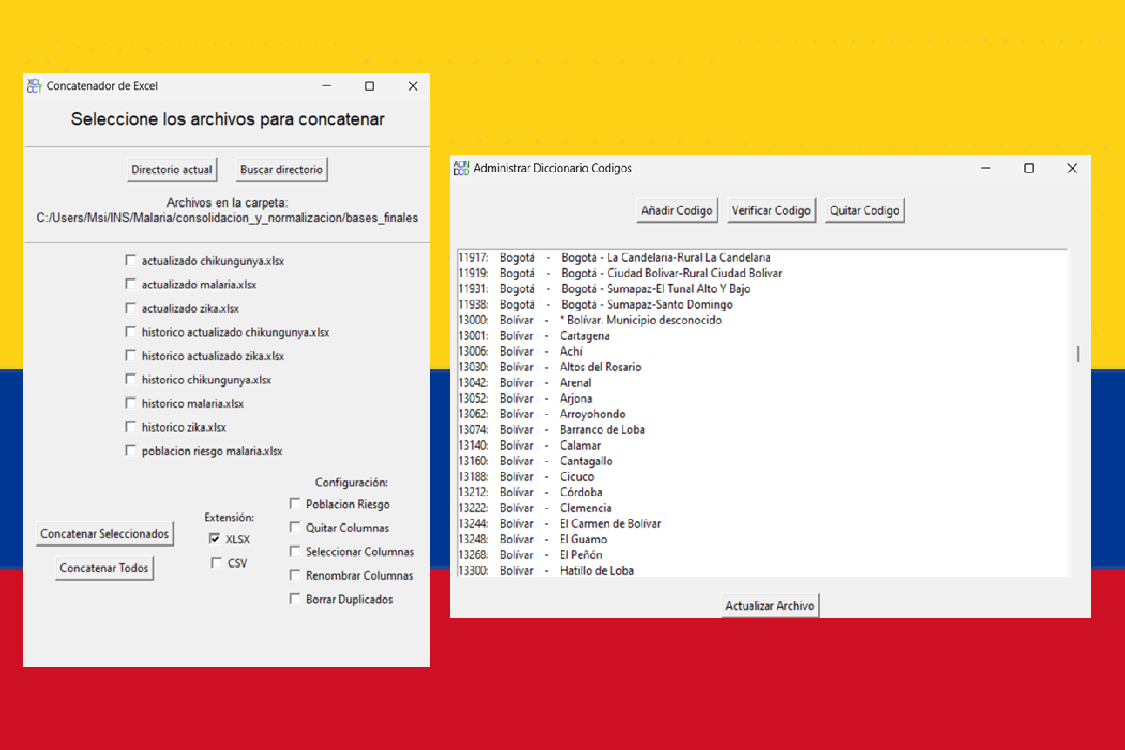 Concatenador de Excel
Seleccione los archivos para concatenar
Directorio actual
Buscar directorio
Archivos en la carpeta:
C:/Users/Msi/INS/Malaria/consolidacion_y_normalizacion/bases_finales
actualizado chikungunya.xlsx
actualizado malaria.xlsx
actualizado zika.xlsx
historico actualizado chikungunya.xlsx
historico actualizado zika.xlsx
historico chikungunya.xlsx
historico malaria.xlsx
historico zika.xlsx
poblacion riesgo malaria.xlsx
Concatenar Seleccionados
Concatenar Todos
Extensión:
XLSX
CSV
Configuración:
Poblacion Riesgo
Quitar Columnas
Seleccionar Columnas
Renombrar Columnas
Borrar Duplicados
Administrar Diccionario Codigos
Añadir Codigo
Verificar Codigo
Quitar Codigo
11917: Bogotá - Bogotá - La Candelaria-Rural La Candelaria
11919: Bogotá - Bogotá - Ciudad Bolivar-Rural Ciudad Bolivar
11931: Bogotá - Bogotá - Sumapaz-El Tunal Alto Y Bajo
11938: Bogotá - Bogotá - Sumapaz-Santo Domingo
13000: Bolívar - * Bolívar. Municipio desconocido
13001: Bolívar - Cartagena
13006: Bolívar - Achí
13030: Bolívar - Altos del Rosario
13042: Bolívar - Arenal
13052: Bolívar - Arjona
13062: Bolívar - Arroyohondo
13074: Bolívar - Barranco de Loba
13140: Bolívar - Calamar
13160: Bolívar - Cantagallo
13188: Bolívar - Cicuco
13212: Bolívar - Córdoba
13222: Bolívar - Clemencia
13244: Bolívar - El Carmen de Bolívar
13248: Bolívar - El Guamo
13268: Bolívar - El Peñón
13300: Bolívar - Hatillo de Loba
Actualizar Archivo